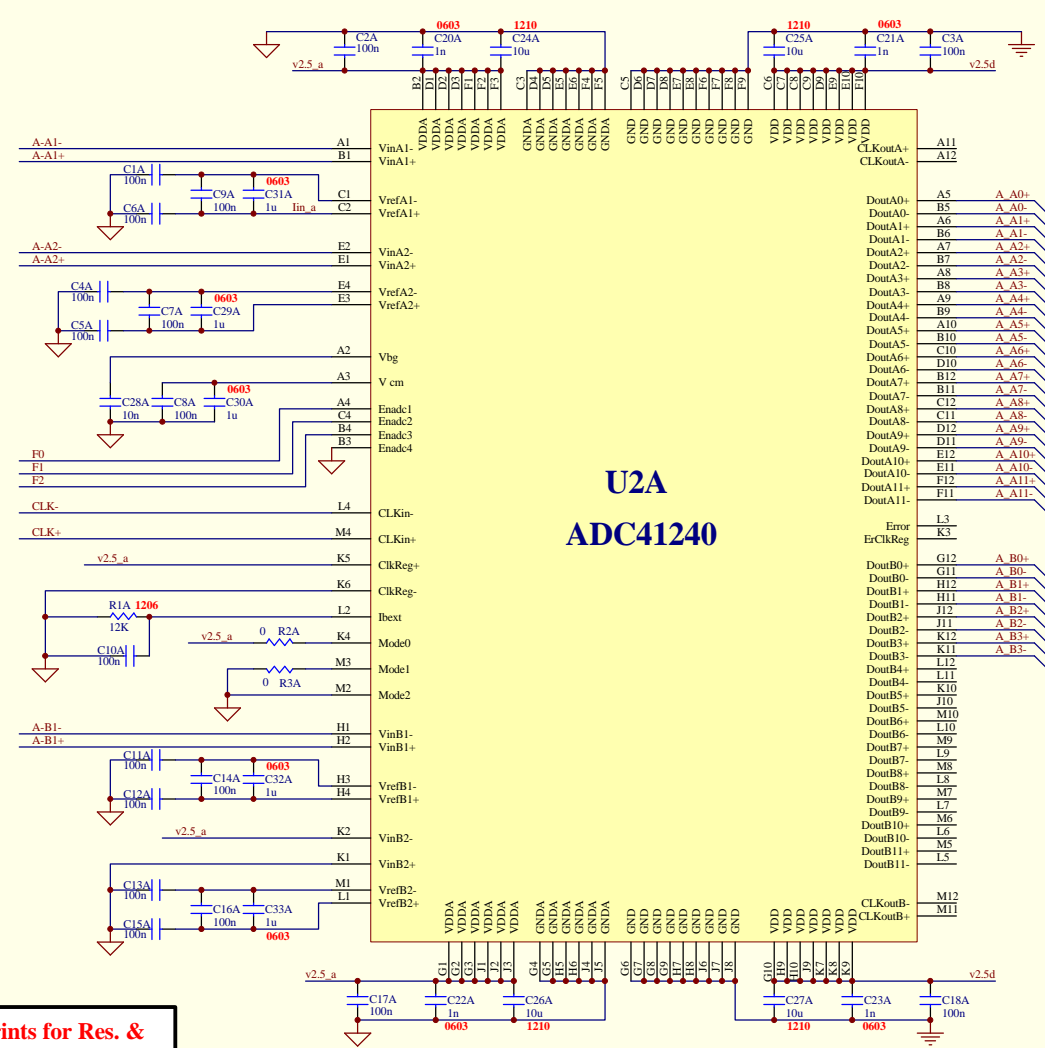 0603 1210 1210 0603
C2A C20A C24A C25A C21A C3A
100n 1n 10u 10u 1n 100n
v2.5_a v2.5d
B2 D1 D2 D3 F1 F2 F3 C3 D4 D5 E5 E6 F4 F5 C5 D6 D7 D8 E7 E8 F6 F7 F8 F9 C6 C7 C8 C9 D9 E9 E10 F10
VDDA VDDA VDDA VDDA VDDA VDDA VDDA GNDA GNDA GNDA GNDA GNDA GNDA GNDA GND GND GND GND GND GND GND GND GND GND VDD VDD VDD VDD VDD VDD VDD VDD
A-A1- A1 VinA1- CLKoutA+ A11
A-A1+ B1 VinA1+ CLKoutA- A12
C1A 100n 0603
C9A 100n C31A 1u
C1 VrefA1- DoutA0+ A5 A_A0+
C6A 100n Iin_a C2 VrefA1+ DoutA0- B5 A_A0-
DoutA1+ A6 A_A1+
DoutA1- B6 A_A1-
A-A2- E2 VinA2- DoutA2+ A7 A_A2+
A-A2+ E1 VinA2+ DoutA2- B7 A_A2-
DoutA3+ A8 A_A3+
C4A 100n 0603 E4 VrefA2- DoutA3- B8 A_A3-
C7A 100n C29A 1u E3 VrefA2+ DoutA4+ A9 A_A4+
DoutA4- B9 A_A4-
C5A 100n DoutA5+ A10 A_A5+
DoutA5- B10 A_A5-
A2 Vbg DoutA6+ C10 A_A6+
DoutA6- D10 A_A6-
A3 V cm DoutA7+ B12 A_A7+
0603 DoutA7- B11 A_A7-
C28A 10n C8A 100n C30A 1u
A4 Enadc1 DoutA8+ C12 A_A8+
C4 Enadc2 DoutA8- C11 A_A8-
B4 Enadc3 DoutA9+ D12 A_A9+
B3 Enadc4 DoutA9- D11 A_A9-
F0 DoutA10+ E12 A_A10+
F1 DoutA10- E11 A_A10-
F2 DoutA11+ F12 A_A11+
DoutA11- F11 A_A11-
U2A
ADC41240
CLK- L4 CLKin-
Error L3
CLK+ M4 CLKin+ ErClkReg K3
v2.5_a K5 ClkReg+ DoutB0+ G12 A_B0+
DoutB0- G11 A_B0-
K6 ClkReg- DoutB1+ H12 A_B1+
DoutB1- H11 A_B1-
R1A 1206 12K L2 Ibext DoutB2+ J12 A_B2+
DoutB2- J11 A_B2-
v2.5_a 0 R2A K4 Mode0 DoutB3+ K12 A_B3+
C10A 100n DoutB3- K11 A_B3-
M3 Mode1 DoutB4+ L12
0 R3A DoutB4- L11
M2 Mode2 DoutB5+ K10
DoutB5- J10
DoutB6+ M10
A-B1- H1 VinB1- DoutB6- L10
A-B1+ H2 VinB1+ DoutB7+ M9
C11A 100n 0603 DoutB7- L9
C14A 100n C32A 1u DoutB8+ M8
H3 VrefB1- DoutB8- L8
C12A 100n H4 VrefB1+ DoutB9+ M7
DoutB9- L7
DoutB10+ M6
v2.5_a K2 VinB2- DoutB10- L6
DoutB11+ M5
K1 VinB2+ DoutB11- L5
C13A 100n M1 VrefB2-
C16A 100n C33A 1u L1 VrefB2+ CLKoutB- M12
C15A 100n 0603 CLKoutB+ M11
VDDA VDDA VDDA VDDA VDDA VDDA GNDA GNDA GNDA GNDA GNDA GNDA GND GND GND GND GND GND GND GND GND VDD VDD VDD VDD VDD VDD VDD
G1 G2 G3 J1 J2 J3 G4 G5 H5 H6 J4 J5 G6 G7 G8 G9 H7 H8 J6 J7 J8 G10 H9 H10 J9 K7 K8 K9
v2.5_a v2.5d
C17A C22A C26A C27A C23A C18A
100n 1n 10u 10u 1n 100n
0603 1210 1210 0603
ints for Res. &